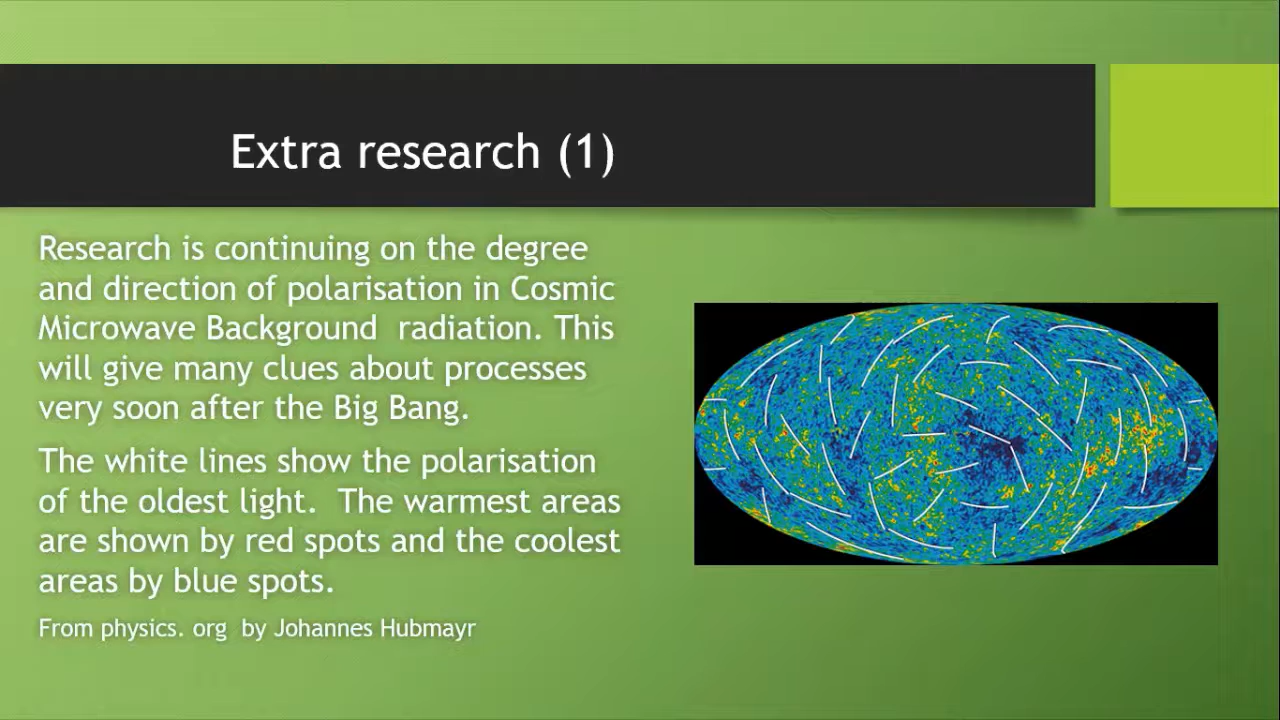 Extra research (1)
Research is continuing on the degree
and direction of polarisation in Cosmic
Microwave Background  radiation. This
will give many clues about processes
very soon after the Big Bang.
The white lines show the polarisation
of the oldest light.  The warmest areas
are shown by red spots and the coolest
areas by blue spots.
From physics. org  by Johannes Hubmayr